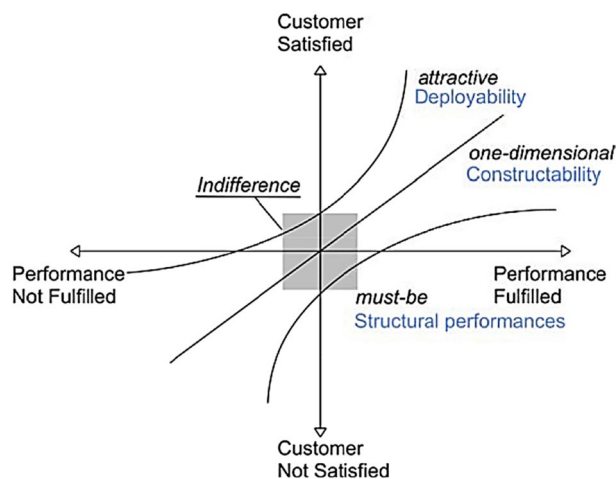 Customer
Satisfied
attractive
Deployability
one-dimensional
Constructability
Indifference
Performance
Not Fulfilled
Performance
Fulfilled
must-be
Structural performances
Customer
Not Satisfied